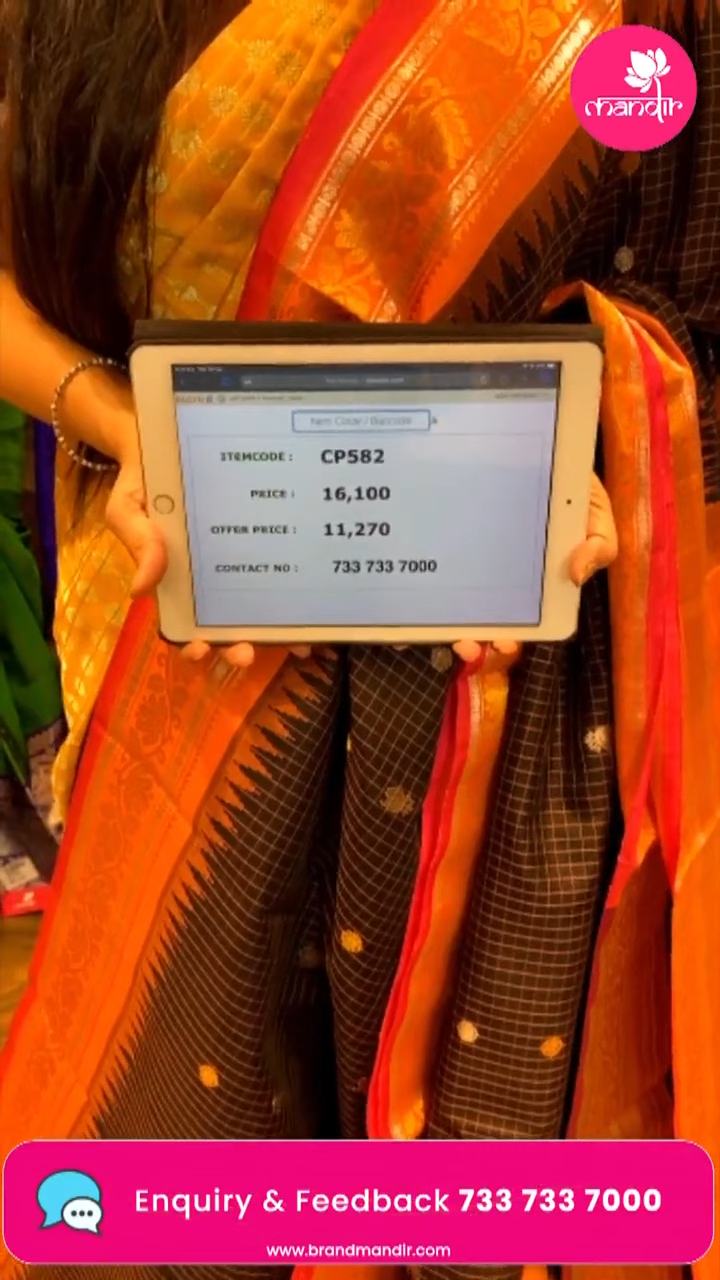 mandir
Item Code / Barcode
ITEMCODE : CP582
PRICE : 16,100
OFFER PRICE : 11,270
CONTACT NO : 733 733 7000
Enquiry & Feedback 733 733 7000
www.brandmandir.com